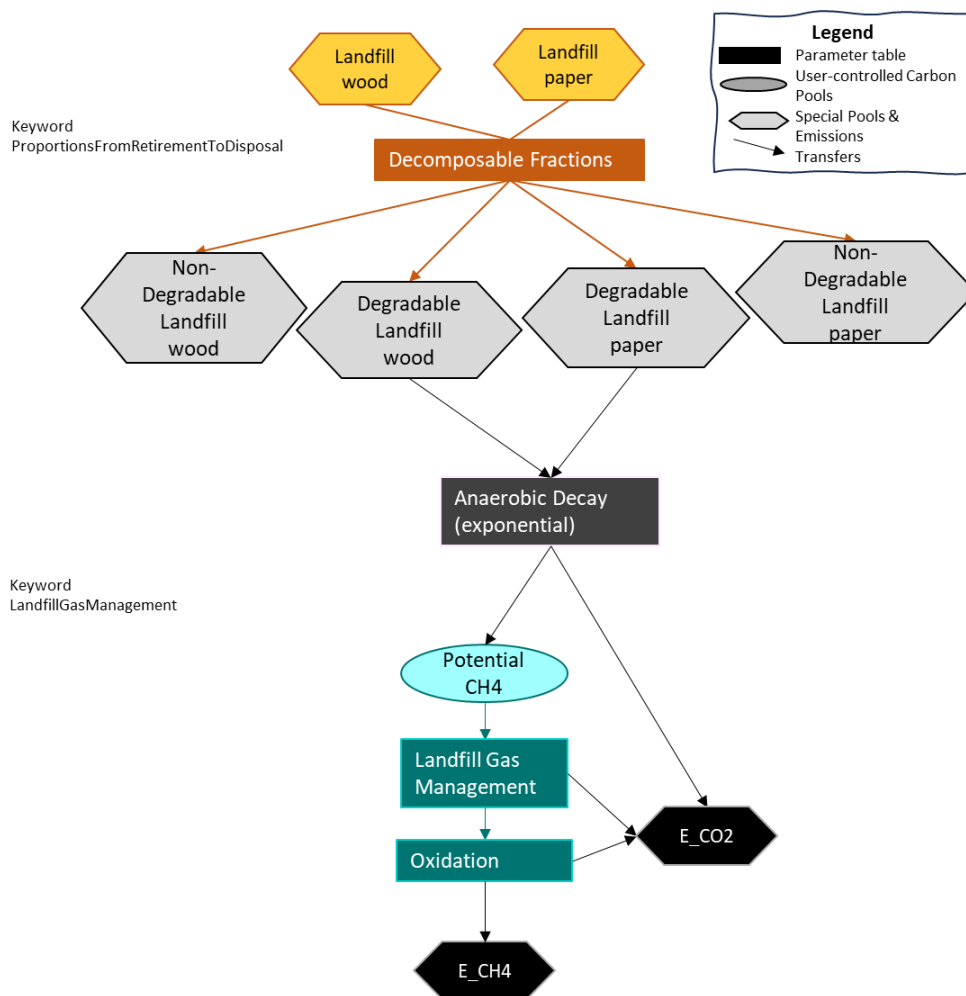 Legend
Parameter table
User-controlled Carbon
Pools
Special Pools &
Emissions
Transfers
Landfill
wood
Landfill
paper
Keyword
ProportionsFromRetirementToDisposal
Decomposable Fractions
Non-
Degradable
Landfill
wood
Degradable
Landfill
wood
Degradable
Landfill
paper
Non-
Degradable
Landfill
paper
Anaerobic Decay
(exponential)
Keyword
LandfillGasManagement
Potential
CH4
Landfill Gas
Management
Oxidation
E_CO2
E_CH4